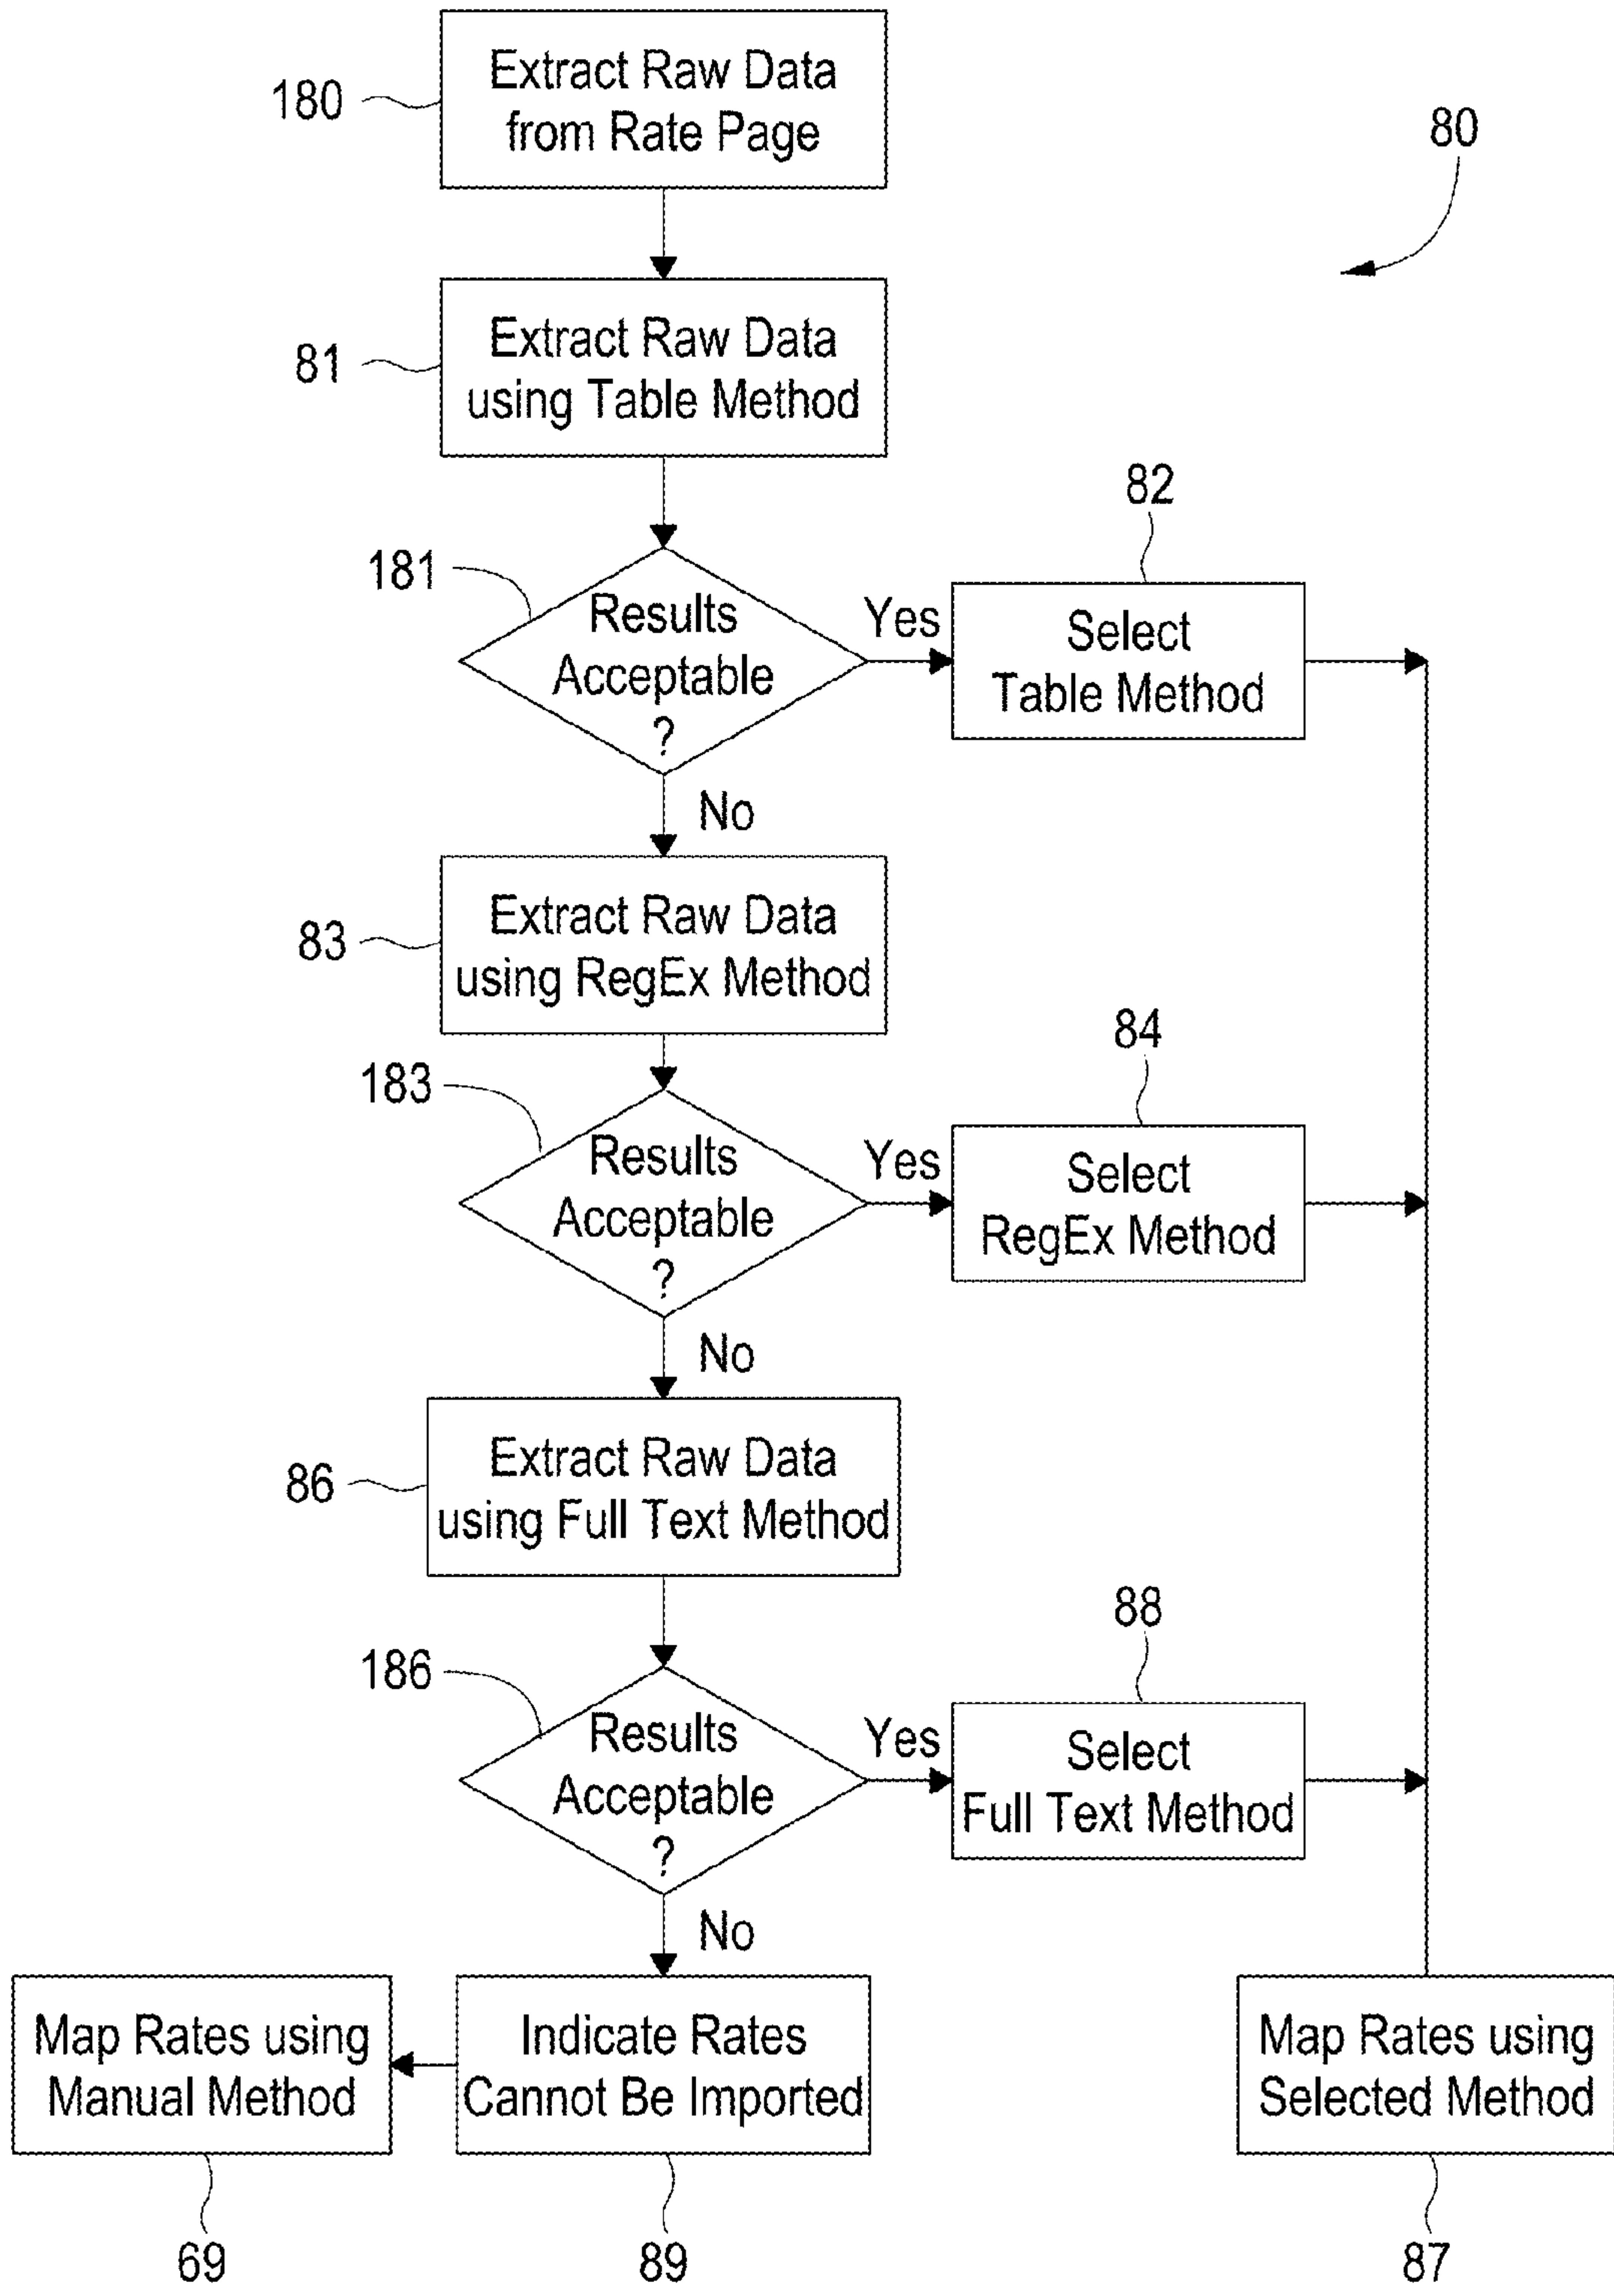 Extract Raw Data
from Rate Page
180
80
Extract Raw Data
using Table Method
81
82
181
Results
Acceptable
?
Yes
Select
Table Method
No
Extract Raw Data
using RegEx Method
83
84
183
Results
Acceptable
?
Yes
Select
RegEx Method
No
Extract Raw Data
using Full Text Method
86
88
186
Results
Acceptable
?
Yes
Select
Full Text Method
No
Map Rates using
Manual Method
Indicate Rates
Cannot Be Imported
Map Rates using
Selected Method
69
89
87